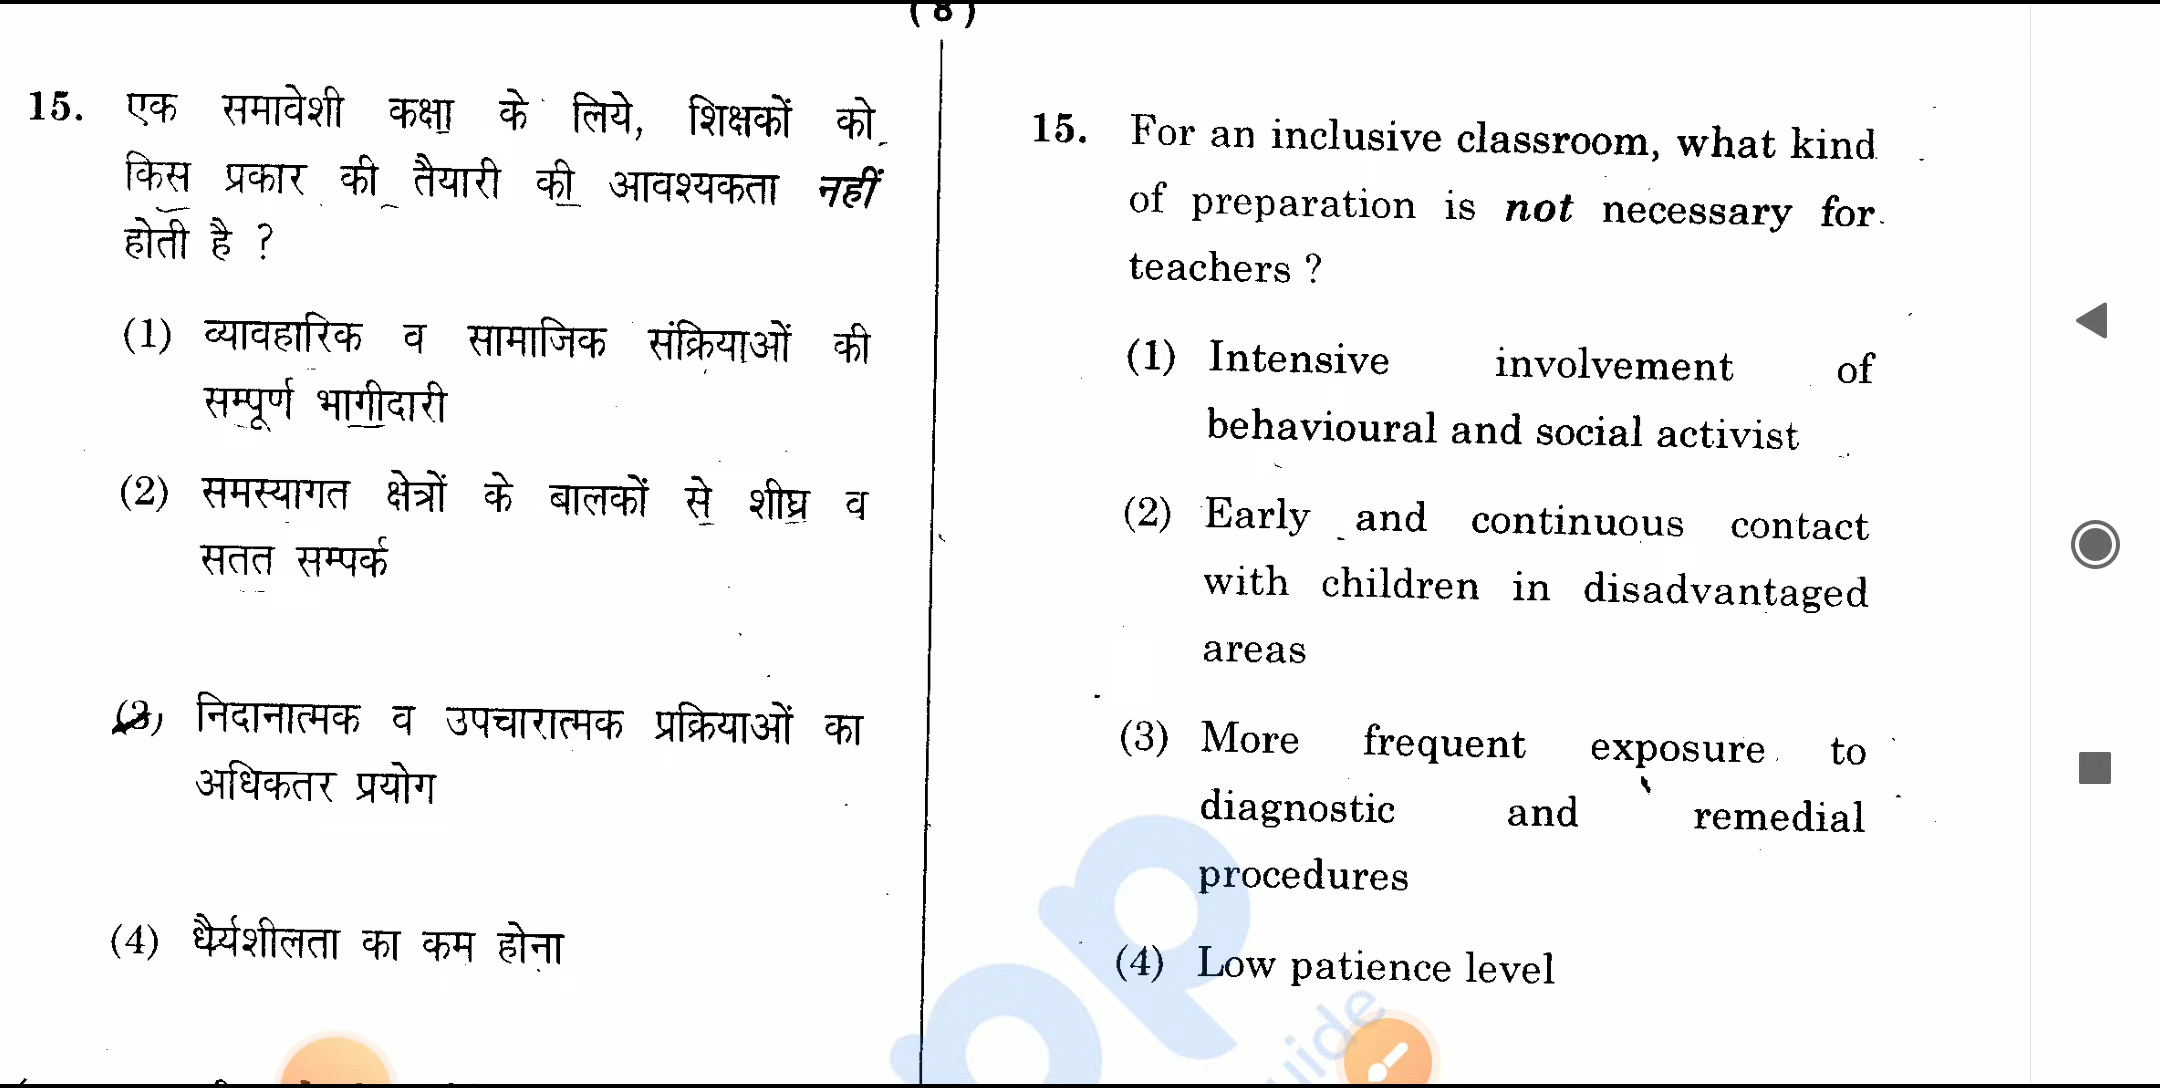 ( 8 )
15. एक समावेशी कक्षा के लिये, शिक्षकों को
किस प्रकार की तैयारी की आवश्यकता नहीं
होती है ?
(1) व्यावहारिक व सामाजिक संक्रियाओं की
सम्पूर्ण भागीदारी
(2) समस्यागत क्षेत्रों के बालकों से शीघ्र व
सतत सम्पर्क
(3) निदानात्मक व उपचारात्मक प्रक्रियाओं का
अधिकतर प्रयोग
(4) धैर्यशीलता का कम होना
15. For an inclusive classroom, what kind
of preparation is not necessary for
teachers ?
(1) Intensive involvement of
behavioural and social activist
(2) Early and continuous contact
with children in disadvantaged
areas
(3) More frequent exposure to
diagnostic and remedial
procedures
(4) Low patience level